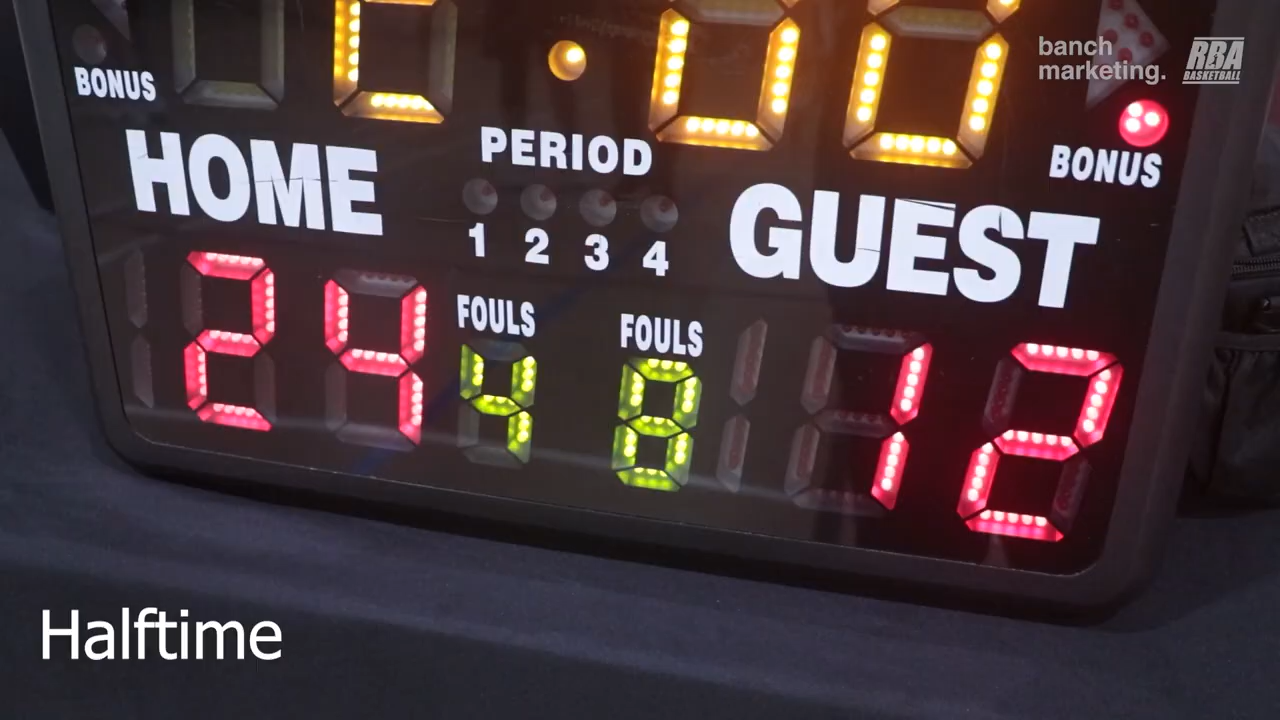 banch
marketing.
RBA
BASKETBALL
BONUS
BONUS
HOME
PERIOD
GUEST
1 2 3 4
FOULS
FOULS
24
4
8
12
Halftime